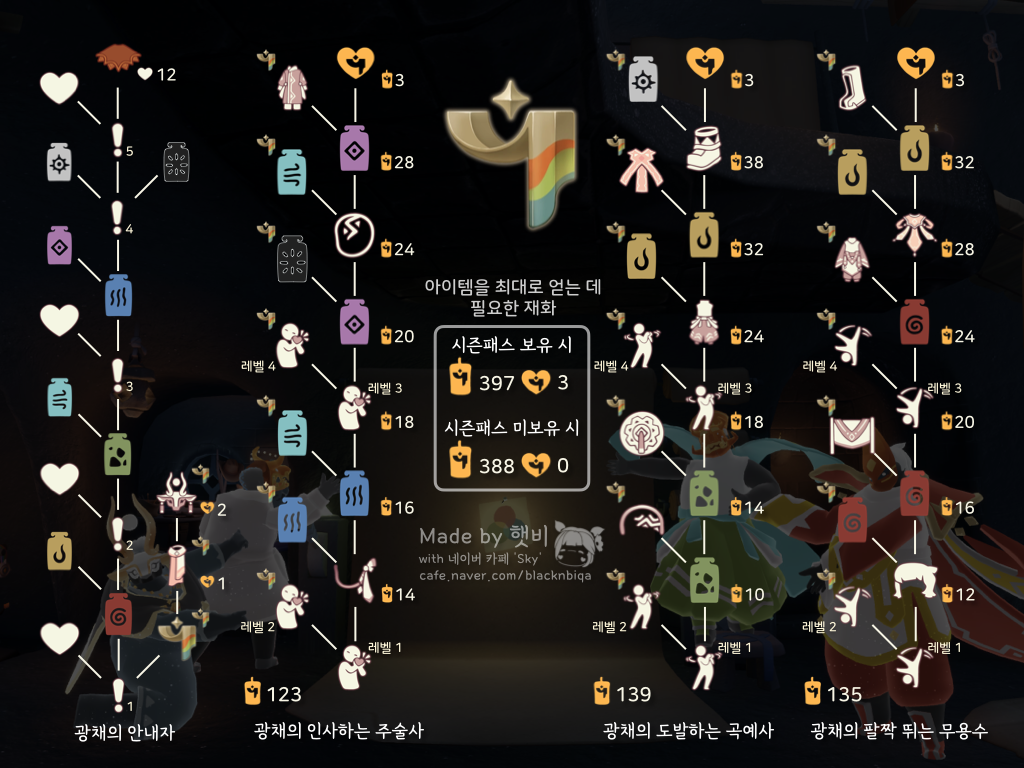 12
5
4
3
2
2
1
1
광채의 안내자
3
28
24
20
레벨 4
레벨 3
18
16
14
레벨 2
레벨 1
123
광채의 인사하는 주술사
아이템을 최대로 얻는 데
필요한 재화
시즌패스 보유 시
397 3
시즌패스 미보유 시
388 0
Made by 햇비
with 네이버 카페 'Sky'
cafe.naver.com/blacknbiqa
3
38
32
24
레벨 4
레벨 3
18
14
10
레벨 2
레벨 1
139
광채의 도발하는 곡예사
3
32
28
24
레벨 4
레벨 3
20
16
12
레벨 2
레벨 1
135
광채의 팔짝 뛰는 무용수